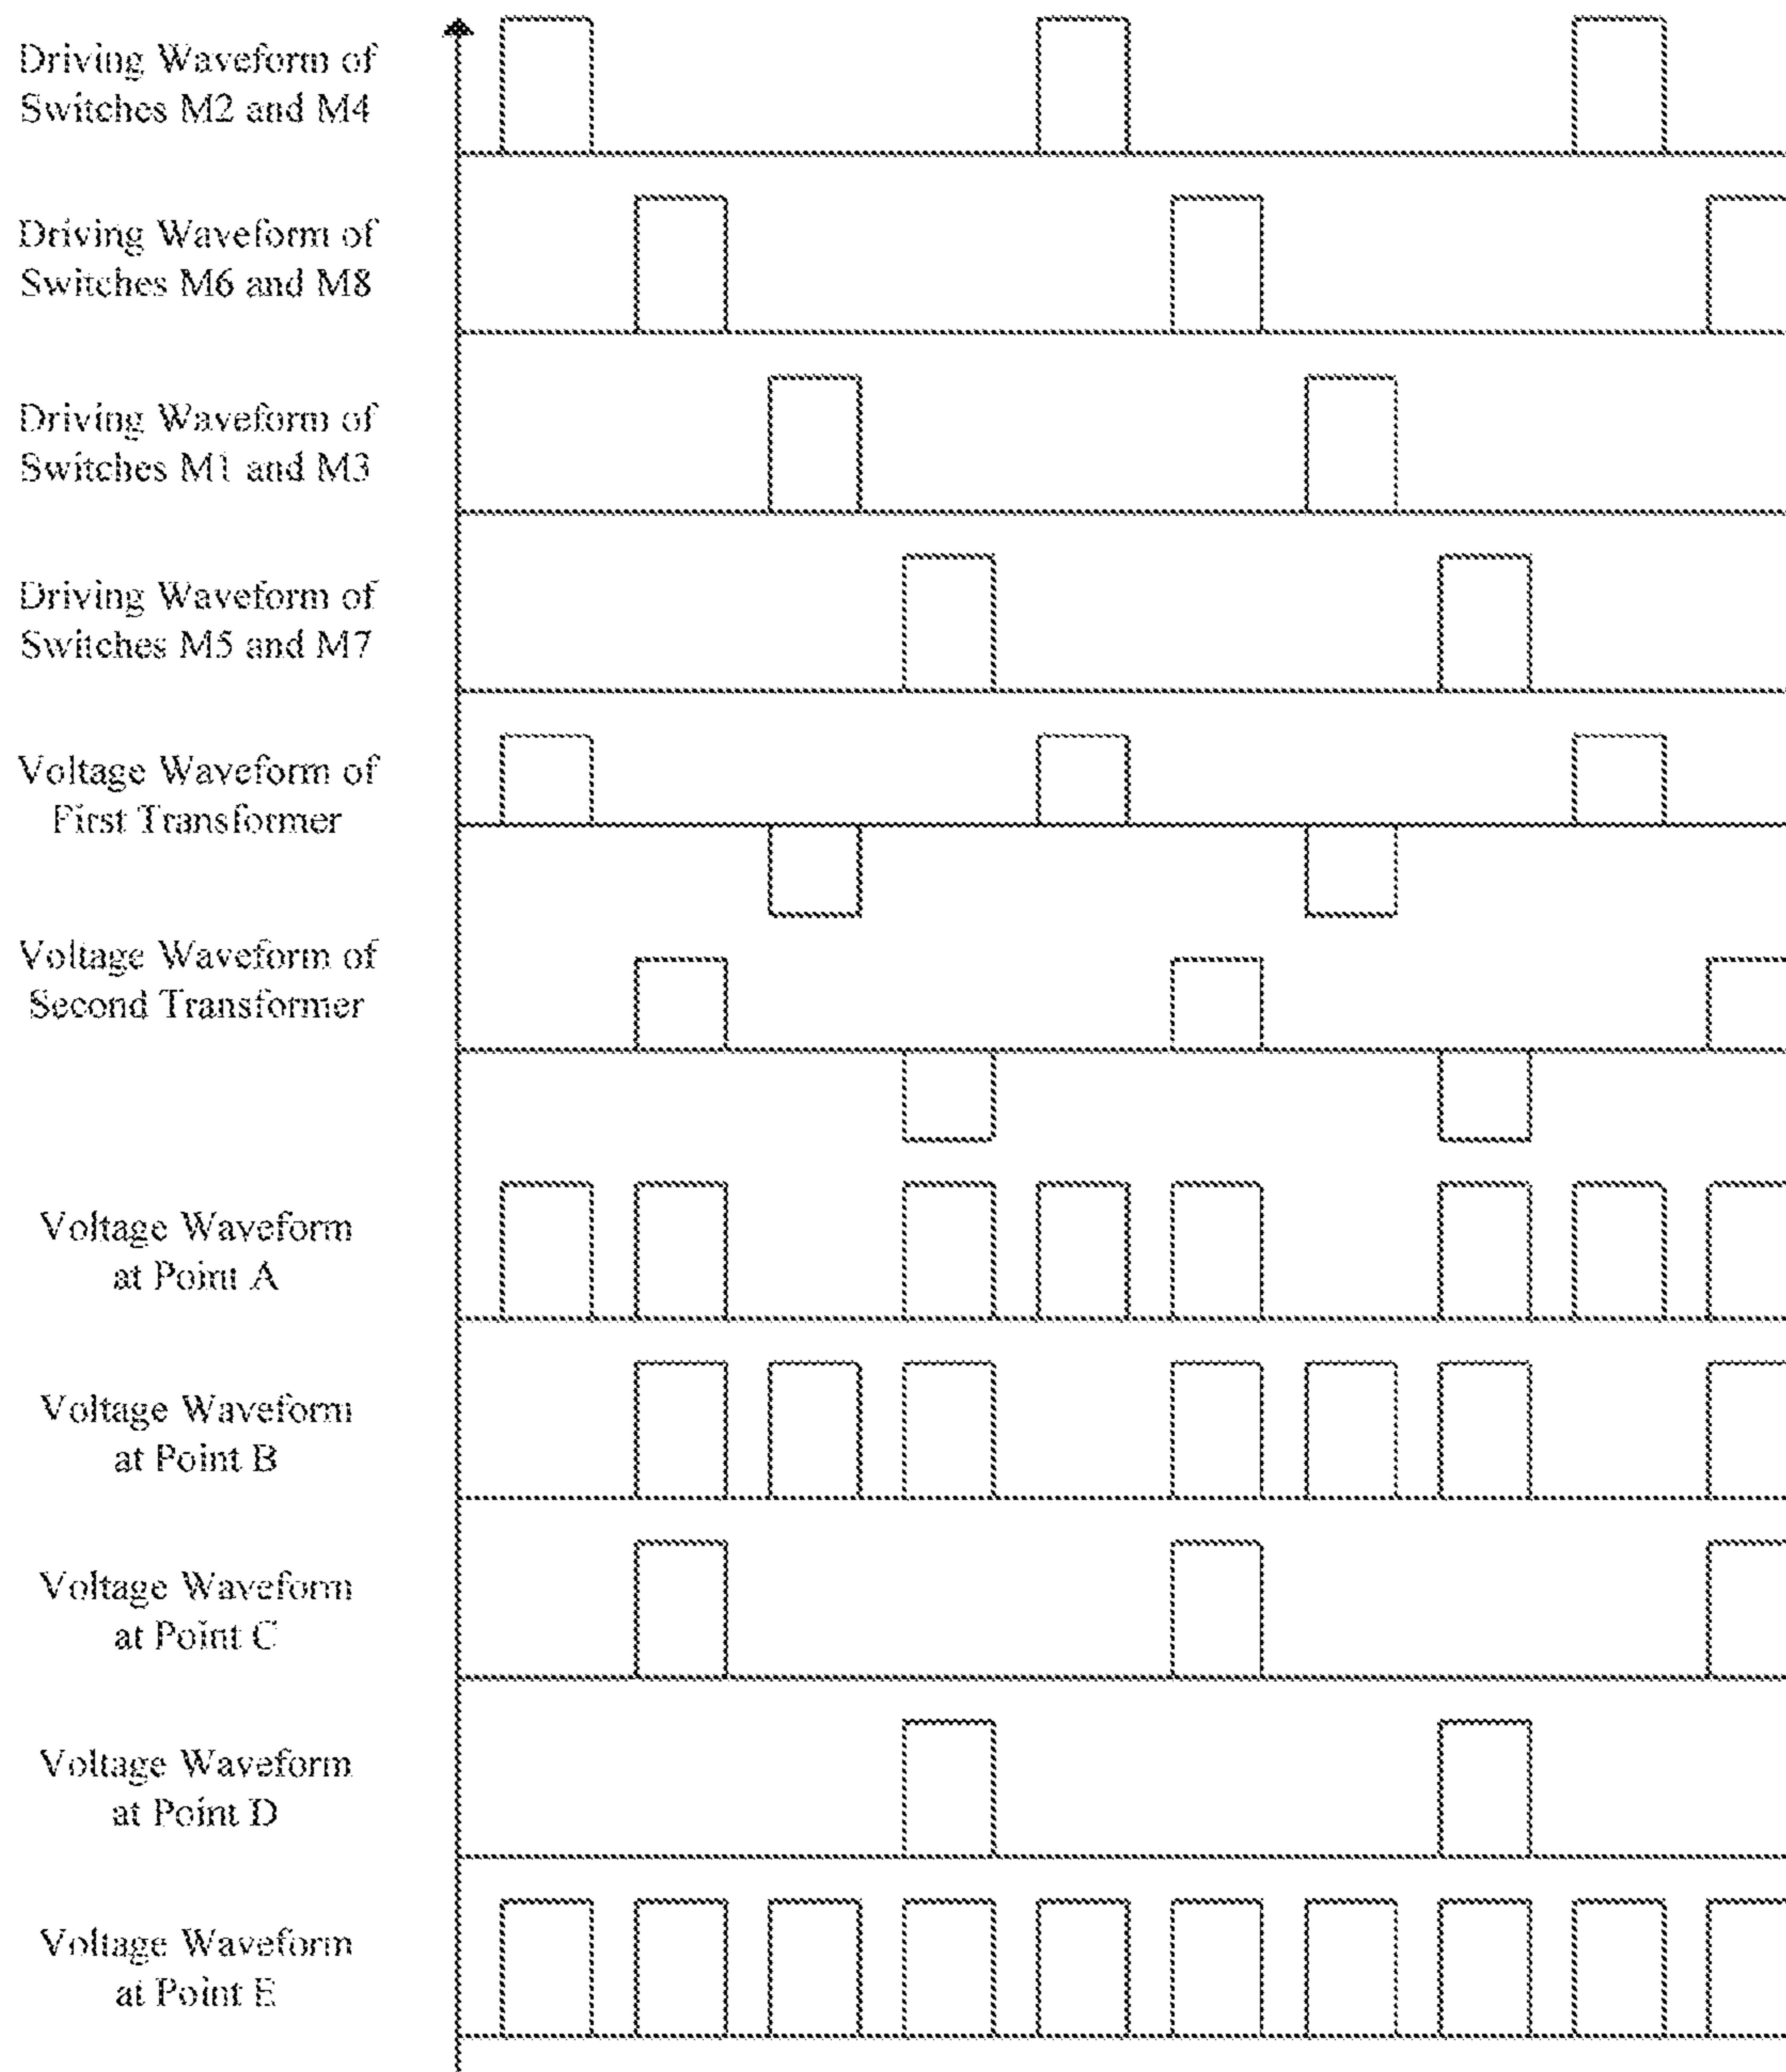 Driving Waveform of
Switches M2 and M4
Driving Waveform of
Switches M6 and M8
Driving Waveform of
Switches M1 and M3
Driving Waveform of
Switches M5 and M7
Voltage Waveform of
First Transformer
Voltage Waveform of
Second Transformer
Voltage Waveform
at Point A
Voltage Waveform
at Point B
Voltage Waveform
at Point C
Voltage Waveform
at Point D
Voltage Waveform
at Point E